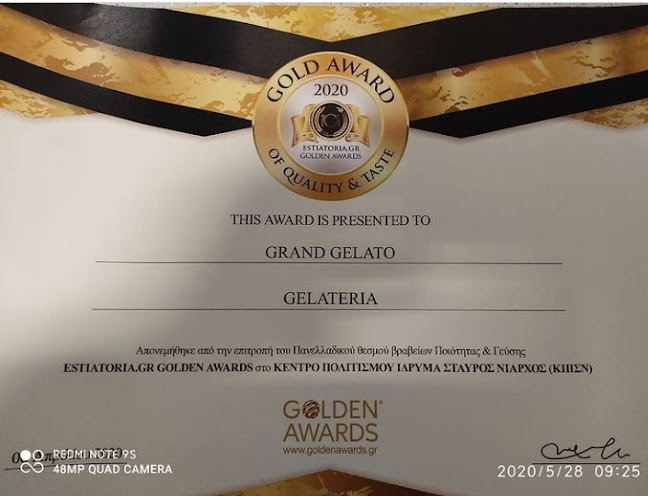 GOLD AWARD
2020
ESTIATORIA.GR
GOLDEN AWARDS
OF QUALITY & TASTE
THIS AWARD IS PRESENTED TO
GRAND GELATO
GELATERIA
Απονεμήθηκε από την επιτροπή του Πανελλαδικού θεσμού βραβείων Ποιότητας & Γεύσης
ESTIATORIA.GR GOLDEN AWARDS στο ΚΕΝΤΡΟ ΠΟΛΙΤΙΣΜΟΥ ΙΔΡΥΜΑ ΣΤΑΥΡΟΣ ΝΙΑΡΧΟΣ (ΚΠΙΣΝ)
GOLDEN®
AWARDS
www.goldenawards.gr
REDMI NOTE 9S
48MP QUAD CAMERA
2020/5/28 09:25